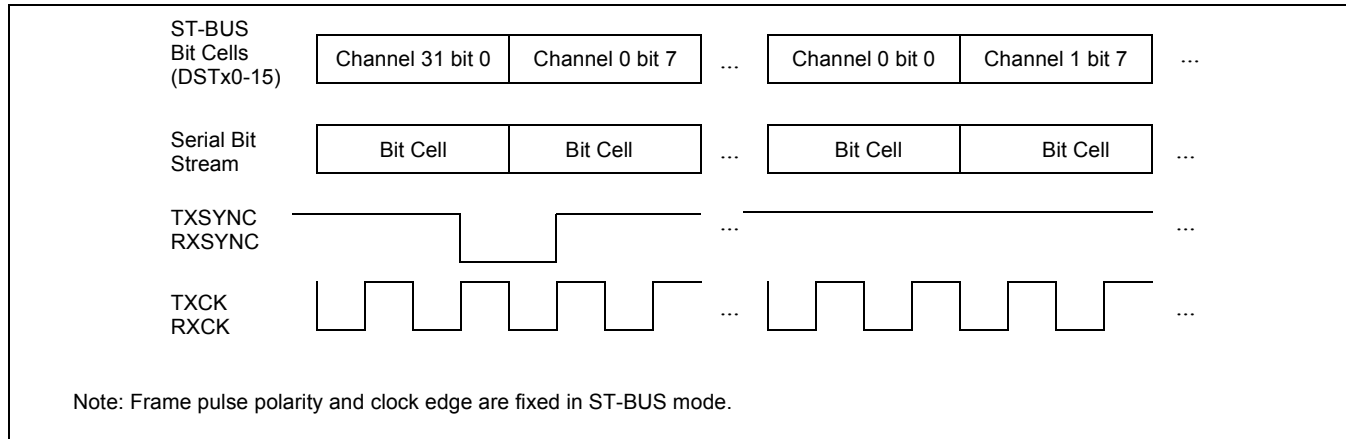 ST-BUS
Bit Cells
(DSTx0-15)
Channel 31 bit 0 Channel 0 bit 7 ... Channel 0 bit 0 Channel 1 bit 7 ...
Serial Bit
Stream
Bit Cell Bit Cell ... Bit Cell Bit Cell ...
TXSYNC
RXSYNC
... ...
TXCK
RXCK
... ...
Note: Frame pulse polarity and clock edge are fixed in ST-BUS mode.